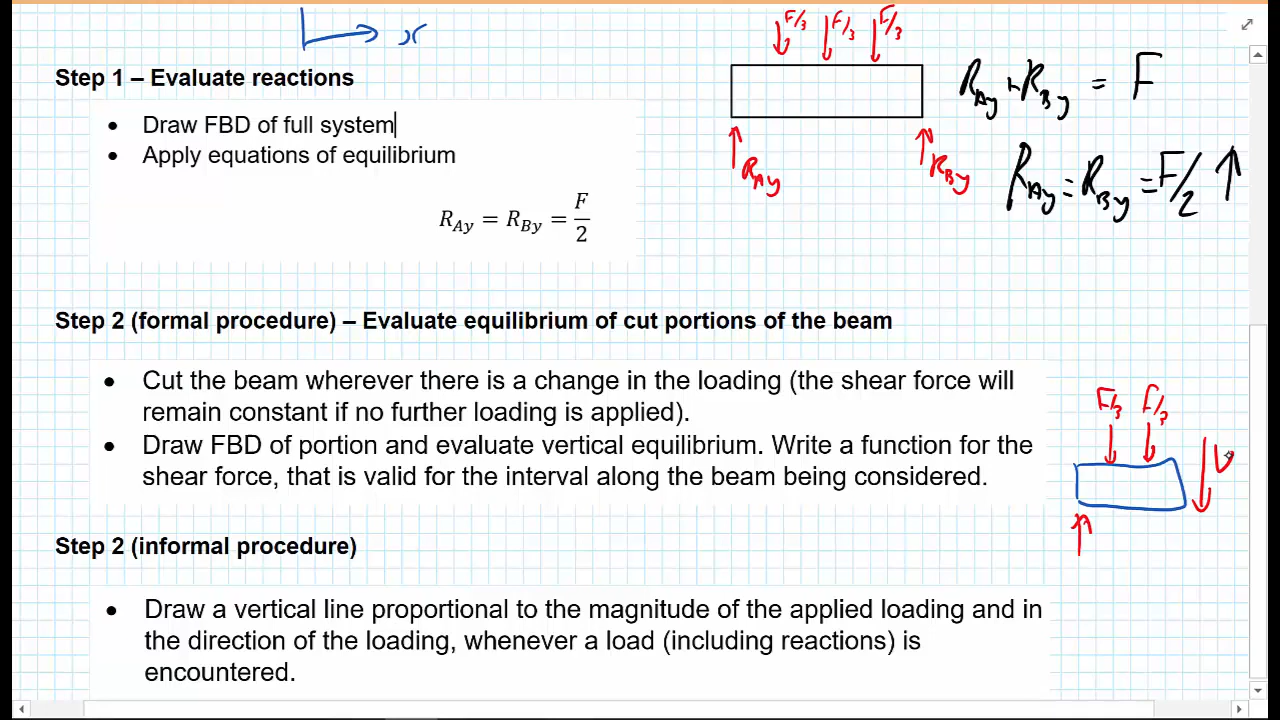 x
F/3 F/3 F/3
Step 1 – Evaluate reactions
R_Ay + R_By = F
• Draw FBD of full system
• Apply equations of equilibrium
R_Ay R_By
R_Ay = R_By = F/2 ↑
R_Ay = R_By = F/2
Step 2 (formal procedure) – Evaluate equilibrium of cut portions of the beam
• Cut the beam wherever there is a change in the loading (the shear force will
remain constant if no further loading is applied).
• Draw FBD of portion and evaluate vertical equilibrium. Write a function for the
shear force, that is valid for the interval along the beam being considered.
F/3 F/3
V
Step 2 (informal procedure)
• Draw a vertical line proportional to the magnitude of the applied loading and in
the direction of the loading, whenever a load (including reactions) is
encountered.